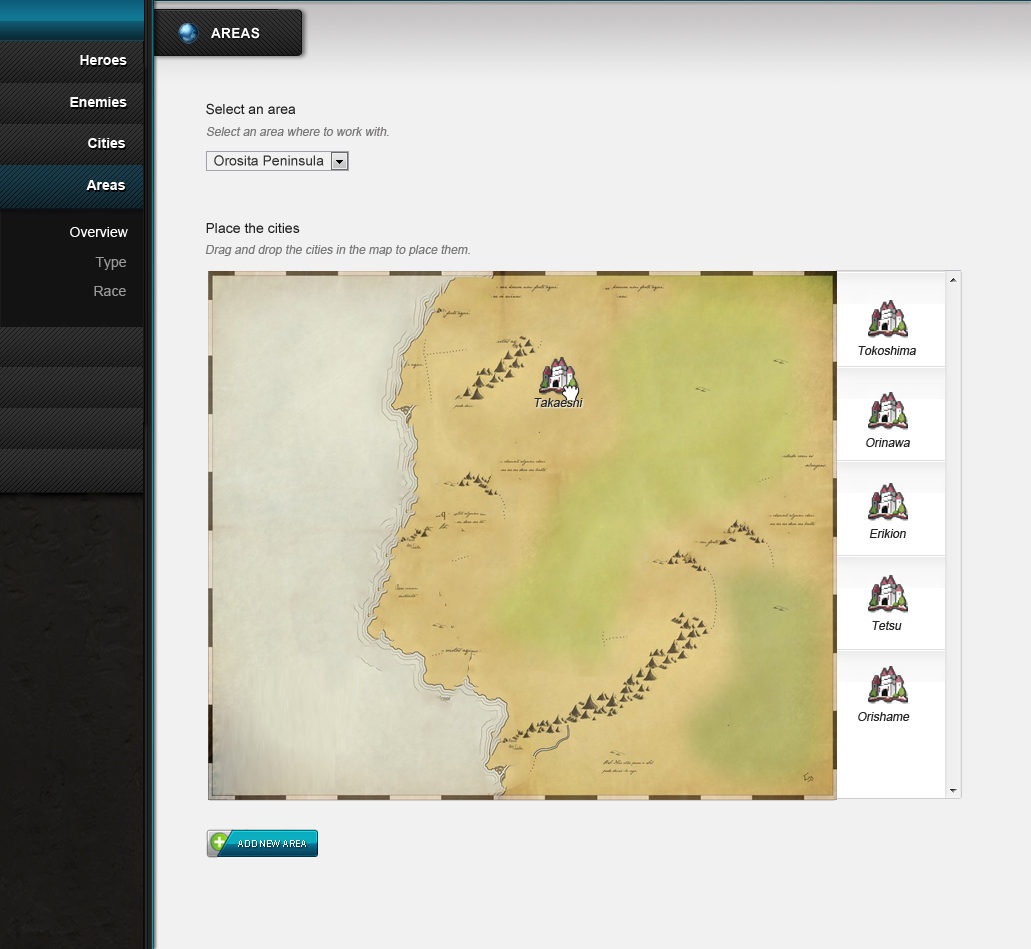 AREAS
Heroes
Enemies
Cities
Areas
Overview
Type
Race
Select an area
Select an area where to work with.
Orosita Peninsula
Place the cities
Drag and drop the cities in the map to place them.
Takaeshi
Tokoshima
Orinawa
Erikion
Tetsu
Orishame
ADD NEW AREA